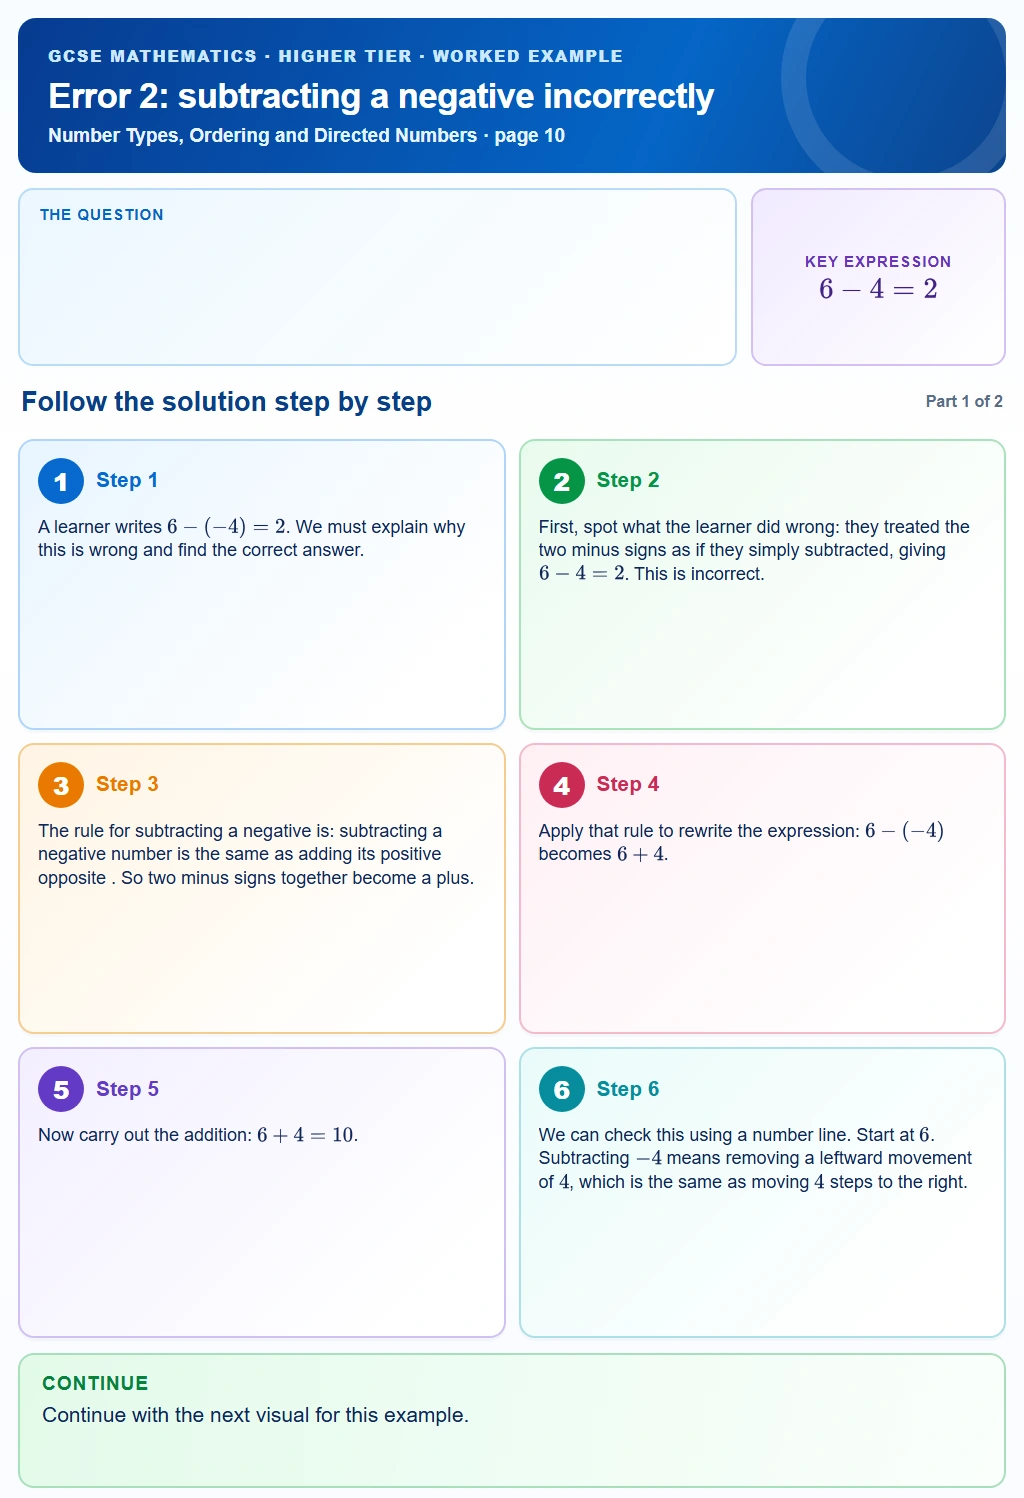 GCSE MATHEMATICS · HIGHER TIER · WORKED EXAMPLE
Error 2: subtracting a negative incorrectly
Number Types, Ordering and Directed Numbers · page 10
THE QUESTION
KEY EXPRESSION
6 − 4 = 2
Follow the solution step by step
Part 1 of 2
1 Step 1
A learner writes 6 − (−4) = 2. We must explain why
this is wrong and find the correct answer.
2 Step 2
First, spot what the learner did wrong: they treated the
two minus signs as if they simply subtracted, giving
6 − 4 = 2. This is incorrect.
3 Step 3
The rule for subtracting a negative is: subtracting a
negative number is the same as adding its positive
opposite . So two minus signs together become a plus.
4 Step 4
Apply that rule to rewrite the expression: 6 − (−4)
becomes 6 + 4.
5 Step 5
Now carry out the addition: 6 + 4 = 10.
6 Step 6
We can check this using a number line. Start at 6.
Subtracting −4 means removing a leftward movement
of 4, which is the same as moving 4 steps to the right.
CONTINUE
Continue with the next visual for this example.